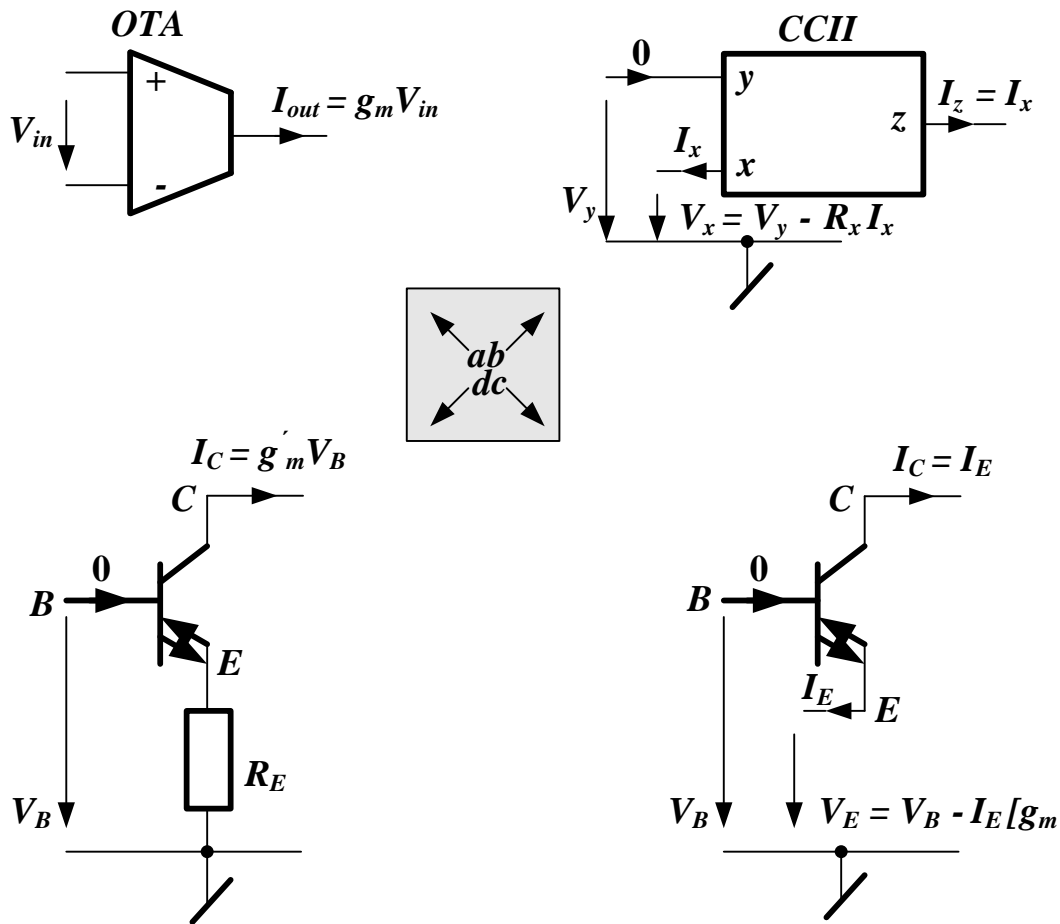 OTA
+
-
V_in
I_out = g_m V_in
CCII
0
y
I_z = I_x
z
I_x
x
V_y
V_x = V_y - R_x I_x
ab
dc
I_C = g´_m V_B
C
0
B
E
R_E
V_B
I_C = I_E
C
0
B
I_E
E
V_B
V_E = V_B - I_E [g_m